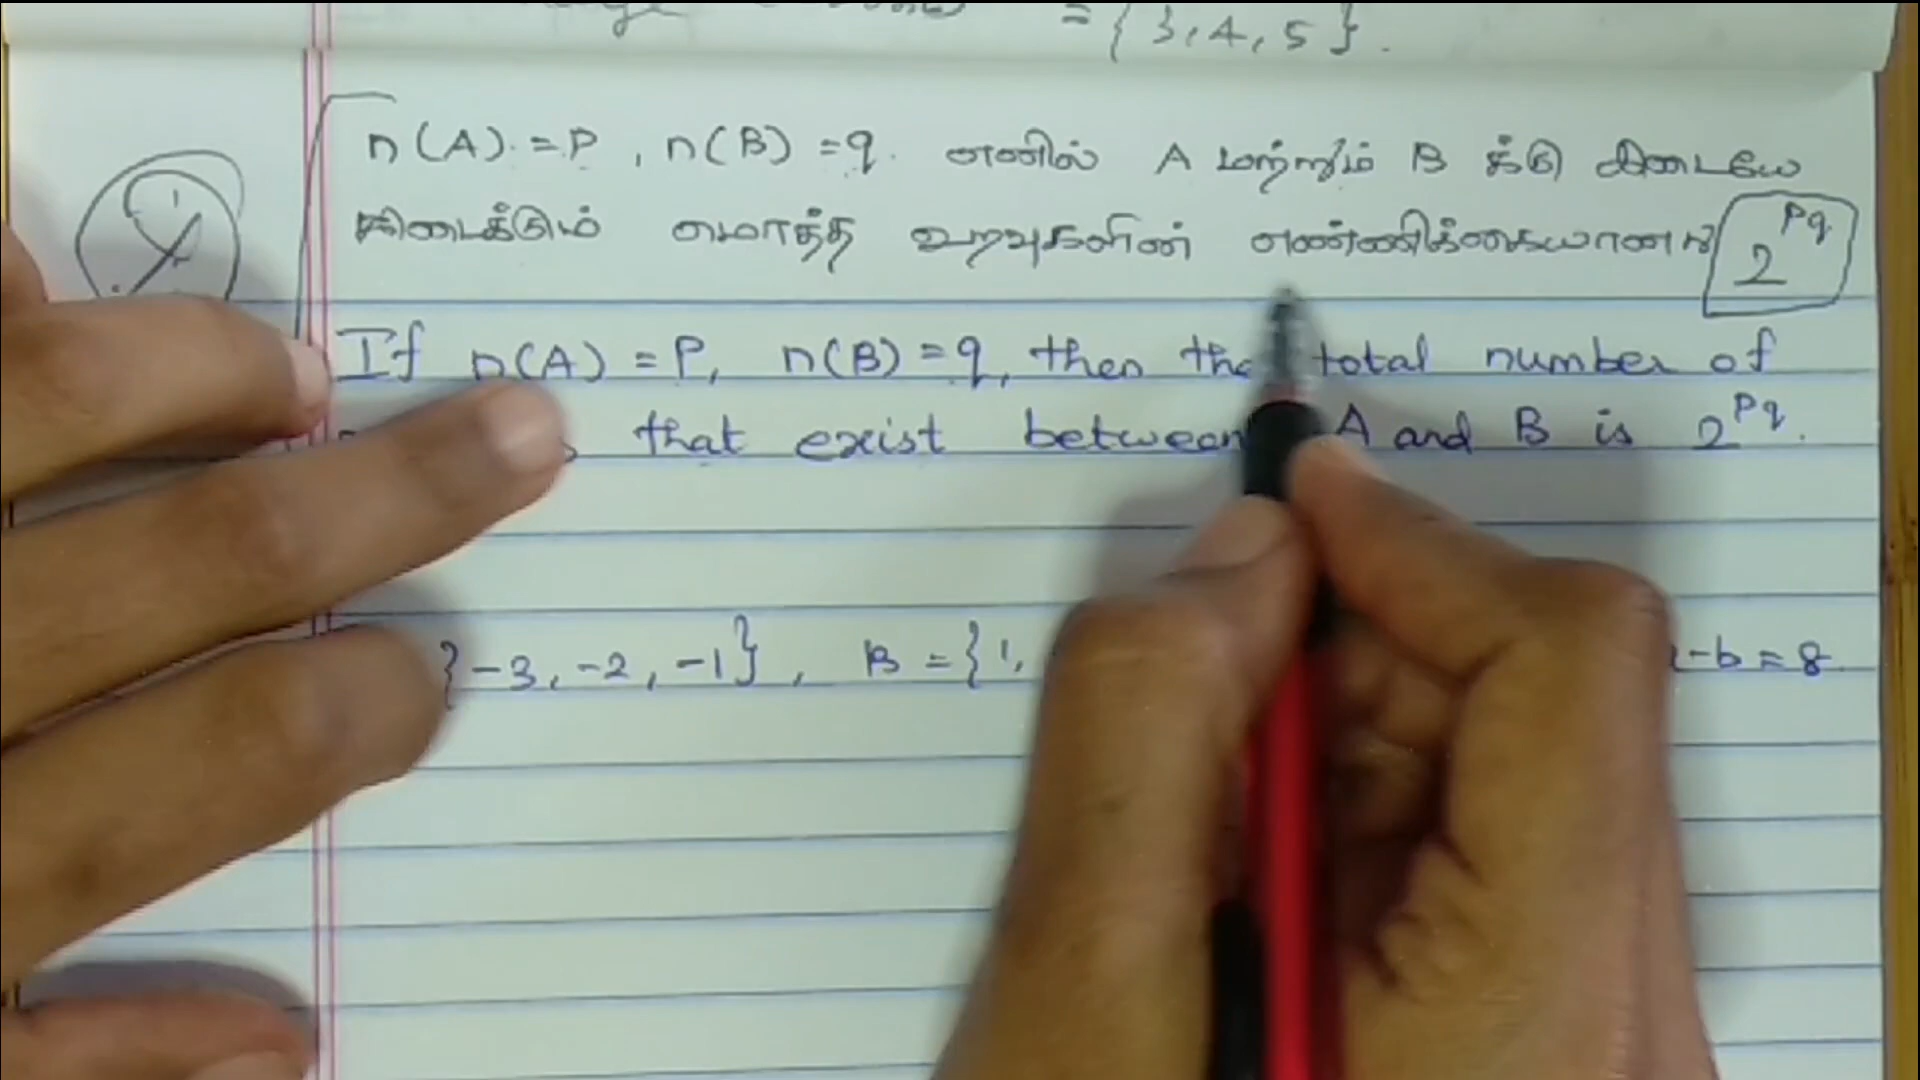 = { 3, 4, 5 }.
n(A) = P, n(B) = q. எனில் A மற்றும் B க்கு இடையே
கிடைக்கும் மொத்த உறவுகளின் எண்ணிக்கையானது 2^pq
If n(A) = P, n(B) = q, then the total number of
that exist between A and B is 2^pq.
{-3, -2, -1}, B = {1, -b = 8